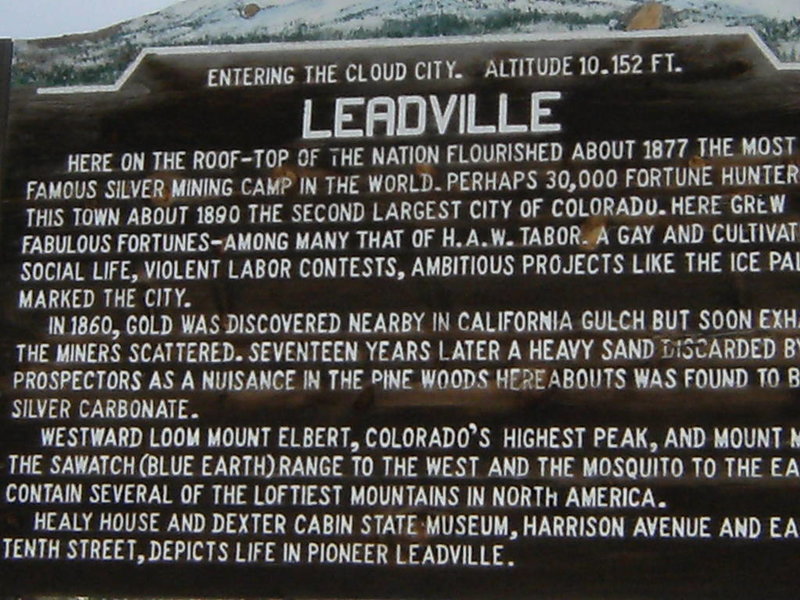 ENTERING THE CLOUD CITY. ALTITUDE 10.152 FT.
LEADVILLE
HERE ON THE ROOF-TOP OF THE NATION FLOURISHED ABOUT 1877 THE MOST
FAMOUS SILVER MINING CAMP IN THE WORLD. PERHAPS 30,000 FORTUNE HUNTER
THIS TOWN ABOUT 1890 THE SECOND LARGEST CITY OF COLORADO. HERE GREW
FABULOUS FORTUNES-AMONG MANY THAT OF H.A.W. TABOR. A GAY AND CULTIVAT
SOCIAL LIFE, VIOLENT LABOR CONTESTS, AMBITIOUS PROJECTS LIKE THE ICE PAL
MARKED THE CITY.
IN 1860, GOLD WAS DISCOVERED NEARBY IN CALIFORNIA GULCH BUT SOON EXHA
THE MINERS SCATTERED. SEVENTEEN YEARS LATER A HEAVY SAND DISCARDED BY
PROSPECTORS AS A NUISANCE IN THE PINE WOODS HEREABOUTS WAS FOUND TO B
SILVER CARBONATE.
WESTWARD LOOM MOUNT ELBERT, COLORADO'S HIGHEST PEAK, AND MOUNT M
THE SAWATCH (BLUE EARTH) RANGE TO THE WEST AND THE MOSQUITO TO THE EA
CONTAIN SEVERAL OF THE LOFTIEST MOUNTAINS IN NORTH AMERICA.
HEALY HOUSE AND DEXTER CABIN STATE MUSEUM, HARRISON AVENUE AND EA
TENTH STREET, DEPICTS LIFE IN PIONEER LEADVILLE.